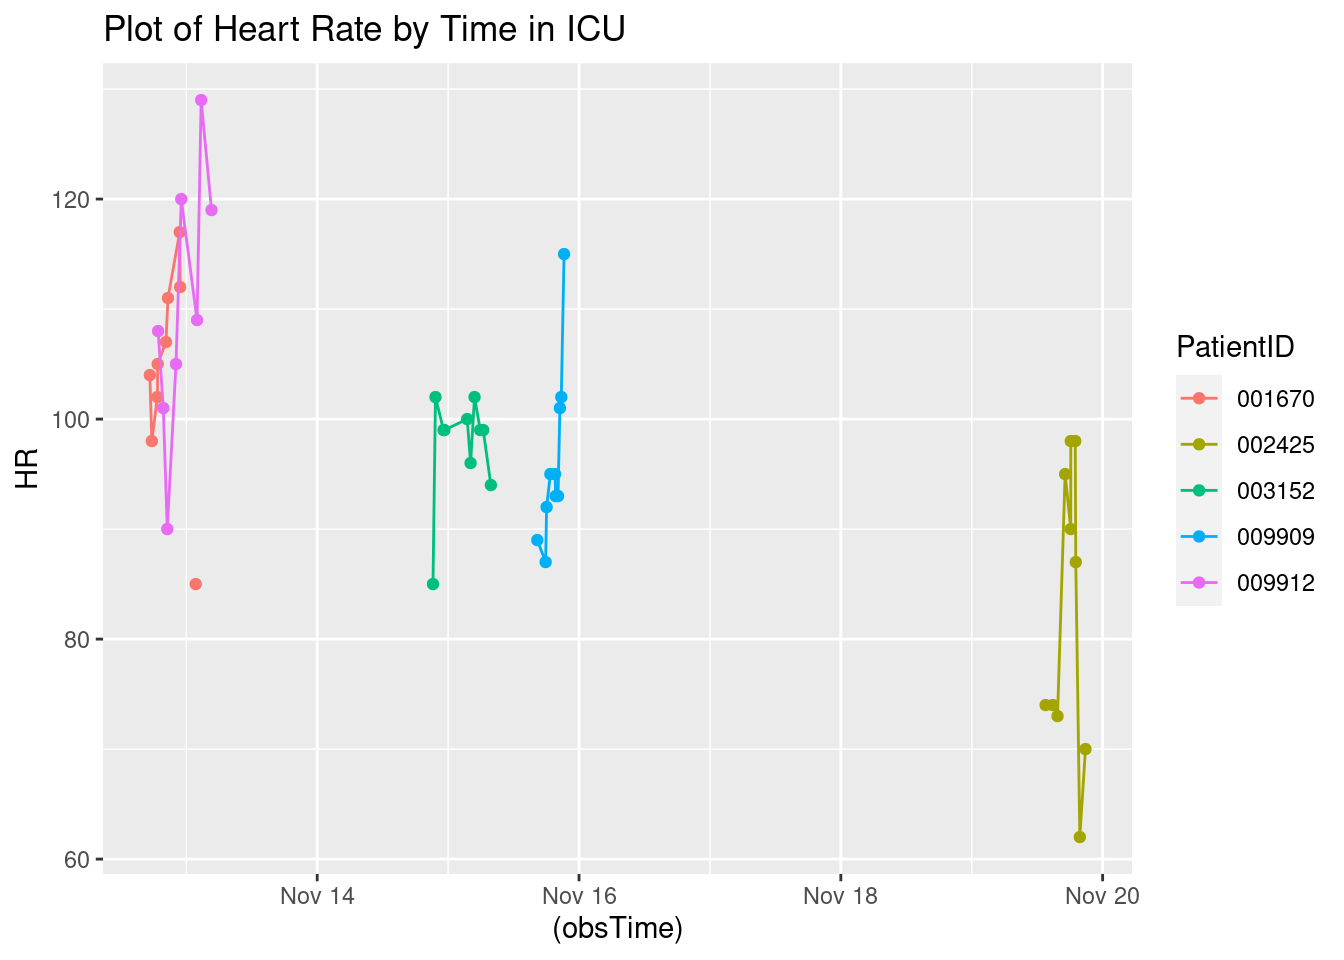 Plot of Heart Rate by Time in ICU
HR
120
100
80
60
Nov 14
Nov 16
Nov 18
Nov 20
(obsTime)
PatientID
001670
002425
003152
009909
009912